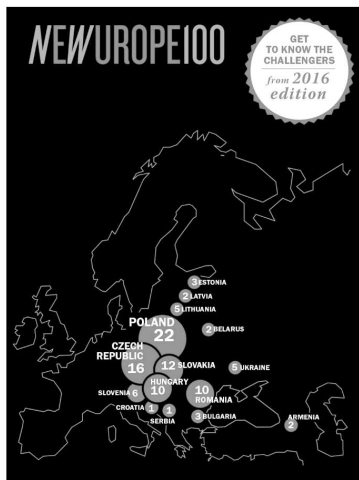 NEWUROPE100
GET
TO KNOW THE
CHALLENGERS
from 2016
edition
3 ESTONIA
2 LATVIA
5 LITHUANIA
POLAND
22
2 BELARUS
CZECH
REPUBLIC
16
12 SLOVAKIA
5 UKRAINE
HUNGARY
10
SLOVENIA 6
10
ROMANIA
CROATIA 1
1
SERBIA
3 BULGARIA
ARMENIA
2